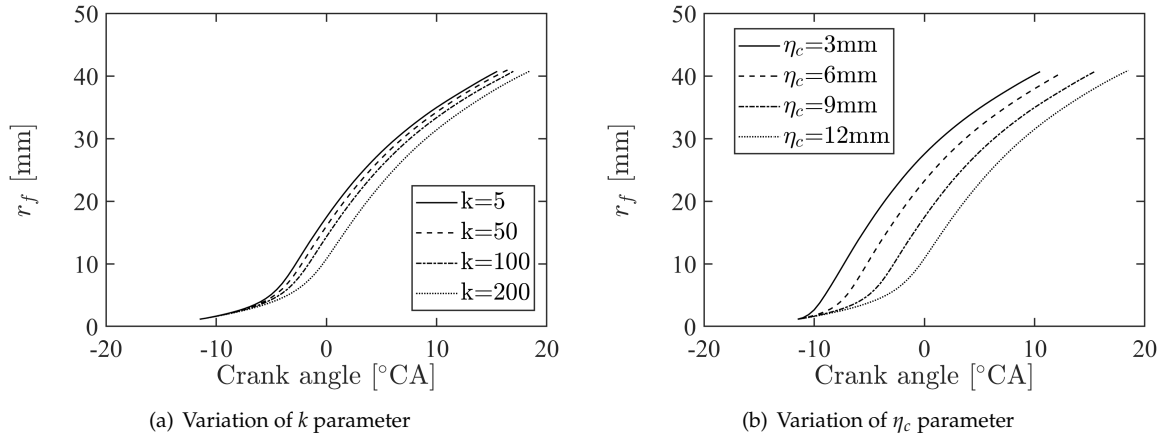 50
40
30
20
10
0
r_f [mm]
k=5
k=50
k=100
k=200
-20 -10 0 10 20
Crank angle [°CA]
(a) Variation of k parameter
50
40
30
20
10
0
r_f [mm]
η_c=3mm
η_c=6mm
η_c=9mm
η_c=12mm
-20 -10 0 10 20
Crank angle [°CA]
(b) Variation of η_c parameter